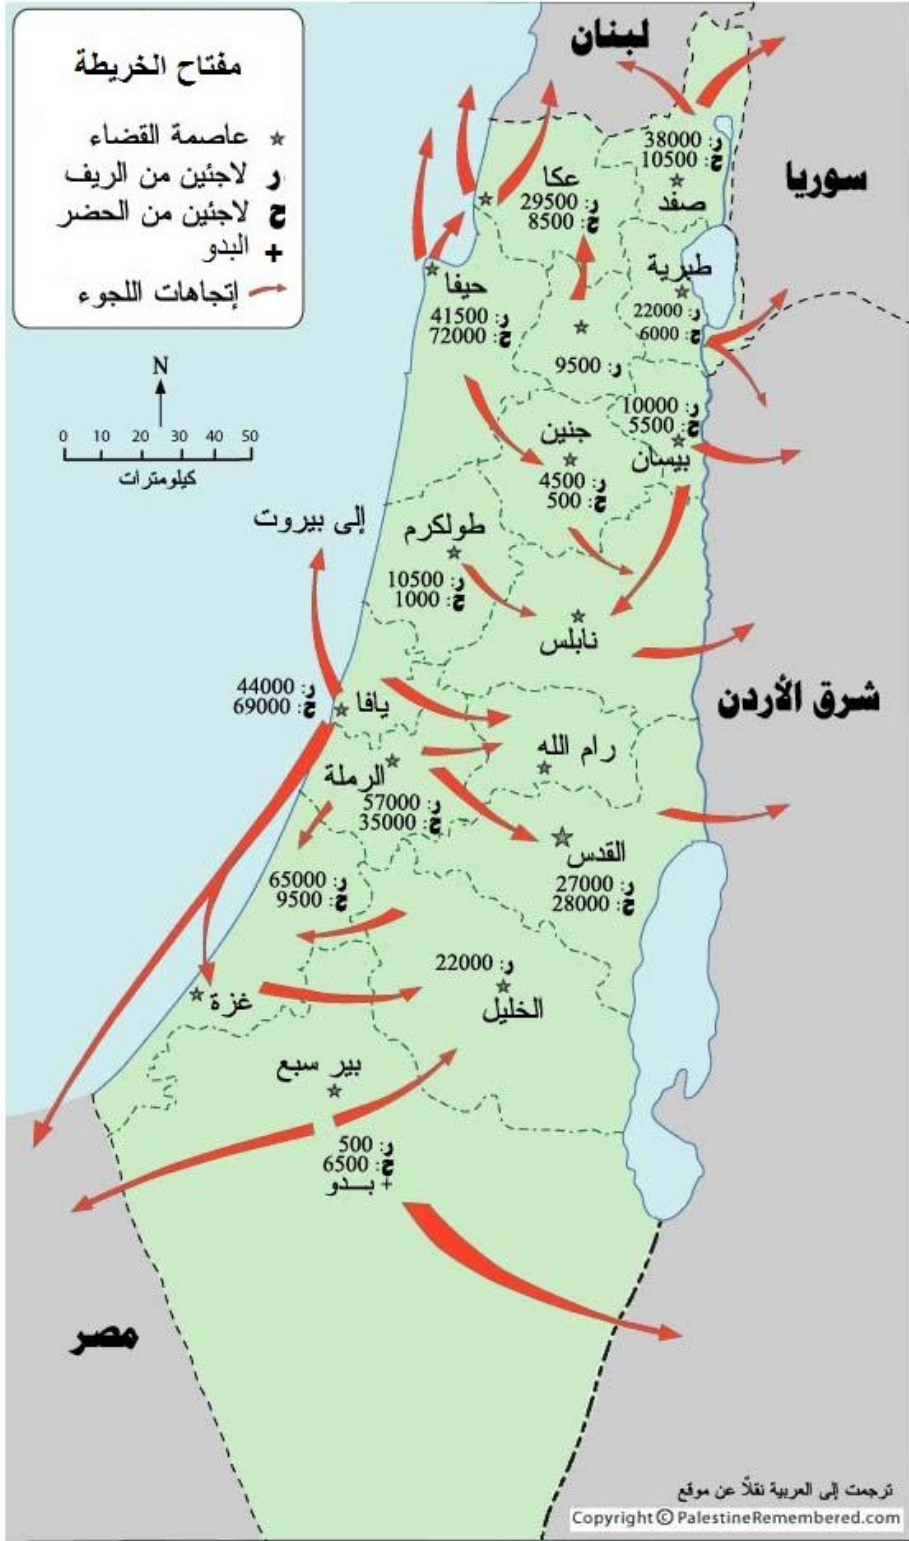 مفتاح الخريطة
عاصمة القضاء
ر لاجئين من الريف
ح لاجئين من الحضر
+ البدو
إتجاهات اللجوء
N
0 10 20 30 40 50
كيلومترات
لبنان
سوريا
ر: 38000
ح: 10500
صفد
عكا
ر: 29500
ح: 8500
طبرية
ر: 22000
ح: 6000
حيفا
ر: 41500
ح: 72000
ر: 9500
ر: 10000
ح: 5500
بيسان
جنين
ر: 4500
ح: 500
إلى بيروت
طولكرم
ر: 10500
ح: 1000
نابلس
شرق الأردن
ر: 44000
ح: 69000
يافا
رام الله
الرملة
ر: 57000
ح: 35000
القدس
ر: 27000
ح: 28000
ر: 65000
ح: 9500
غزة
ر: 22000
الخليل
بير سبع
ر: 500
ح: 6500
+ بــدو
مصر
ترجمت إلى العربية نقلاً عن موقع
Copyright © PalestineRemembered.com